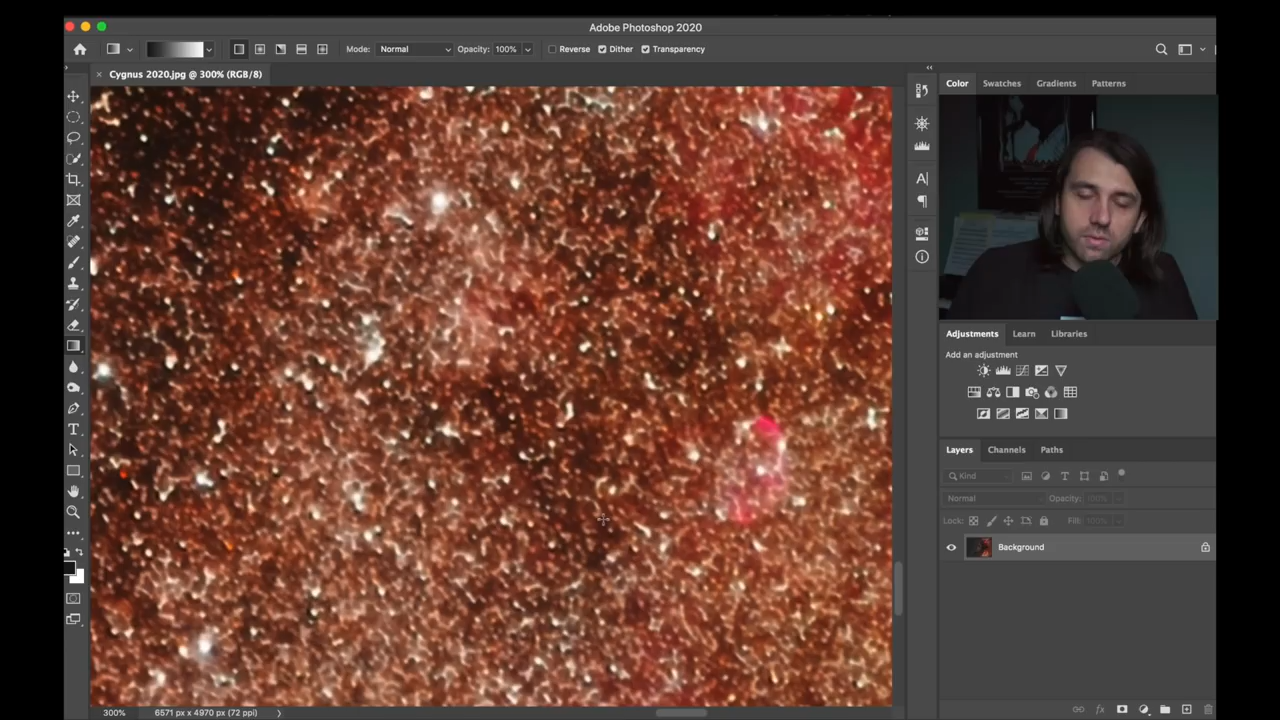 Adobe Photoshop 2020
Mode: Normal Opacity: 100% Reverse Dither Transparency
× Cygnus 2020.jpg @ 300% (RGB/8)
Color Swatches Gradients Patterns
Adjustments Learn Libraries
Add an adjustment
Layers Channels Paths
Kind
Normal Opacity: 100%
Lock: Fill: 100%
Background
300% 6571 px x 4970 px (72 ppi)